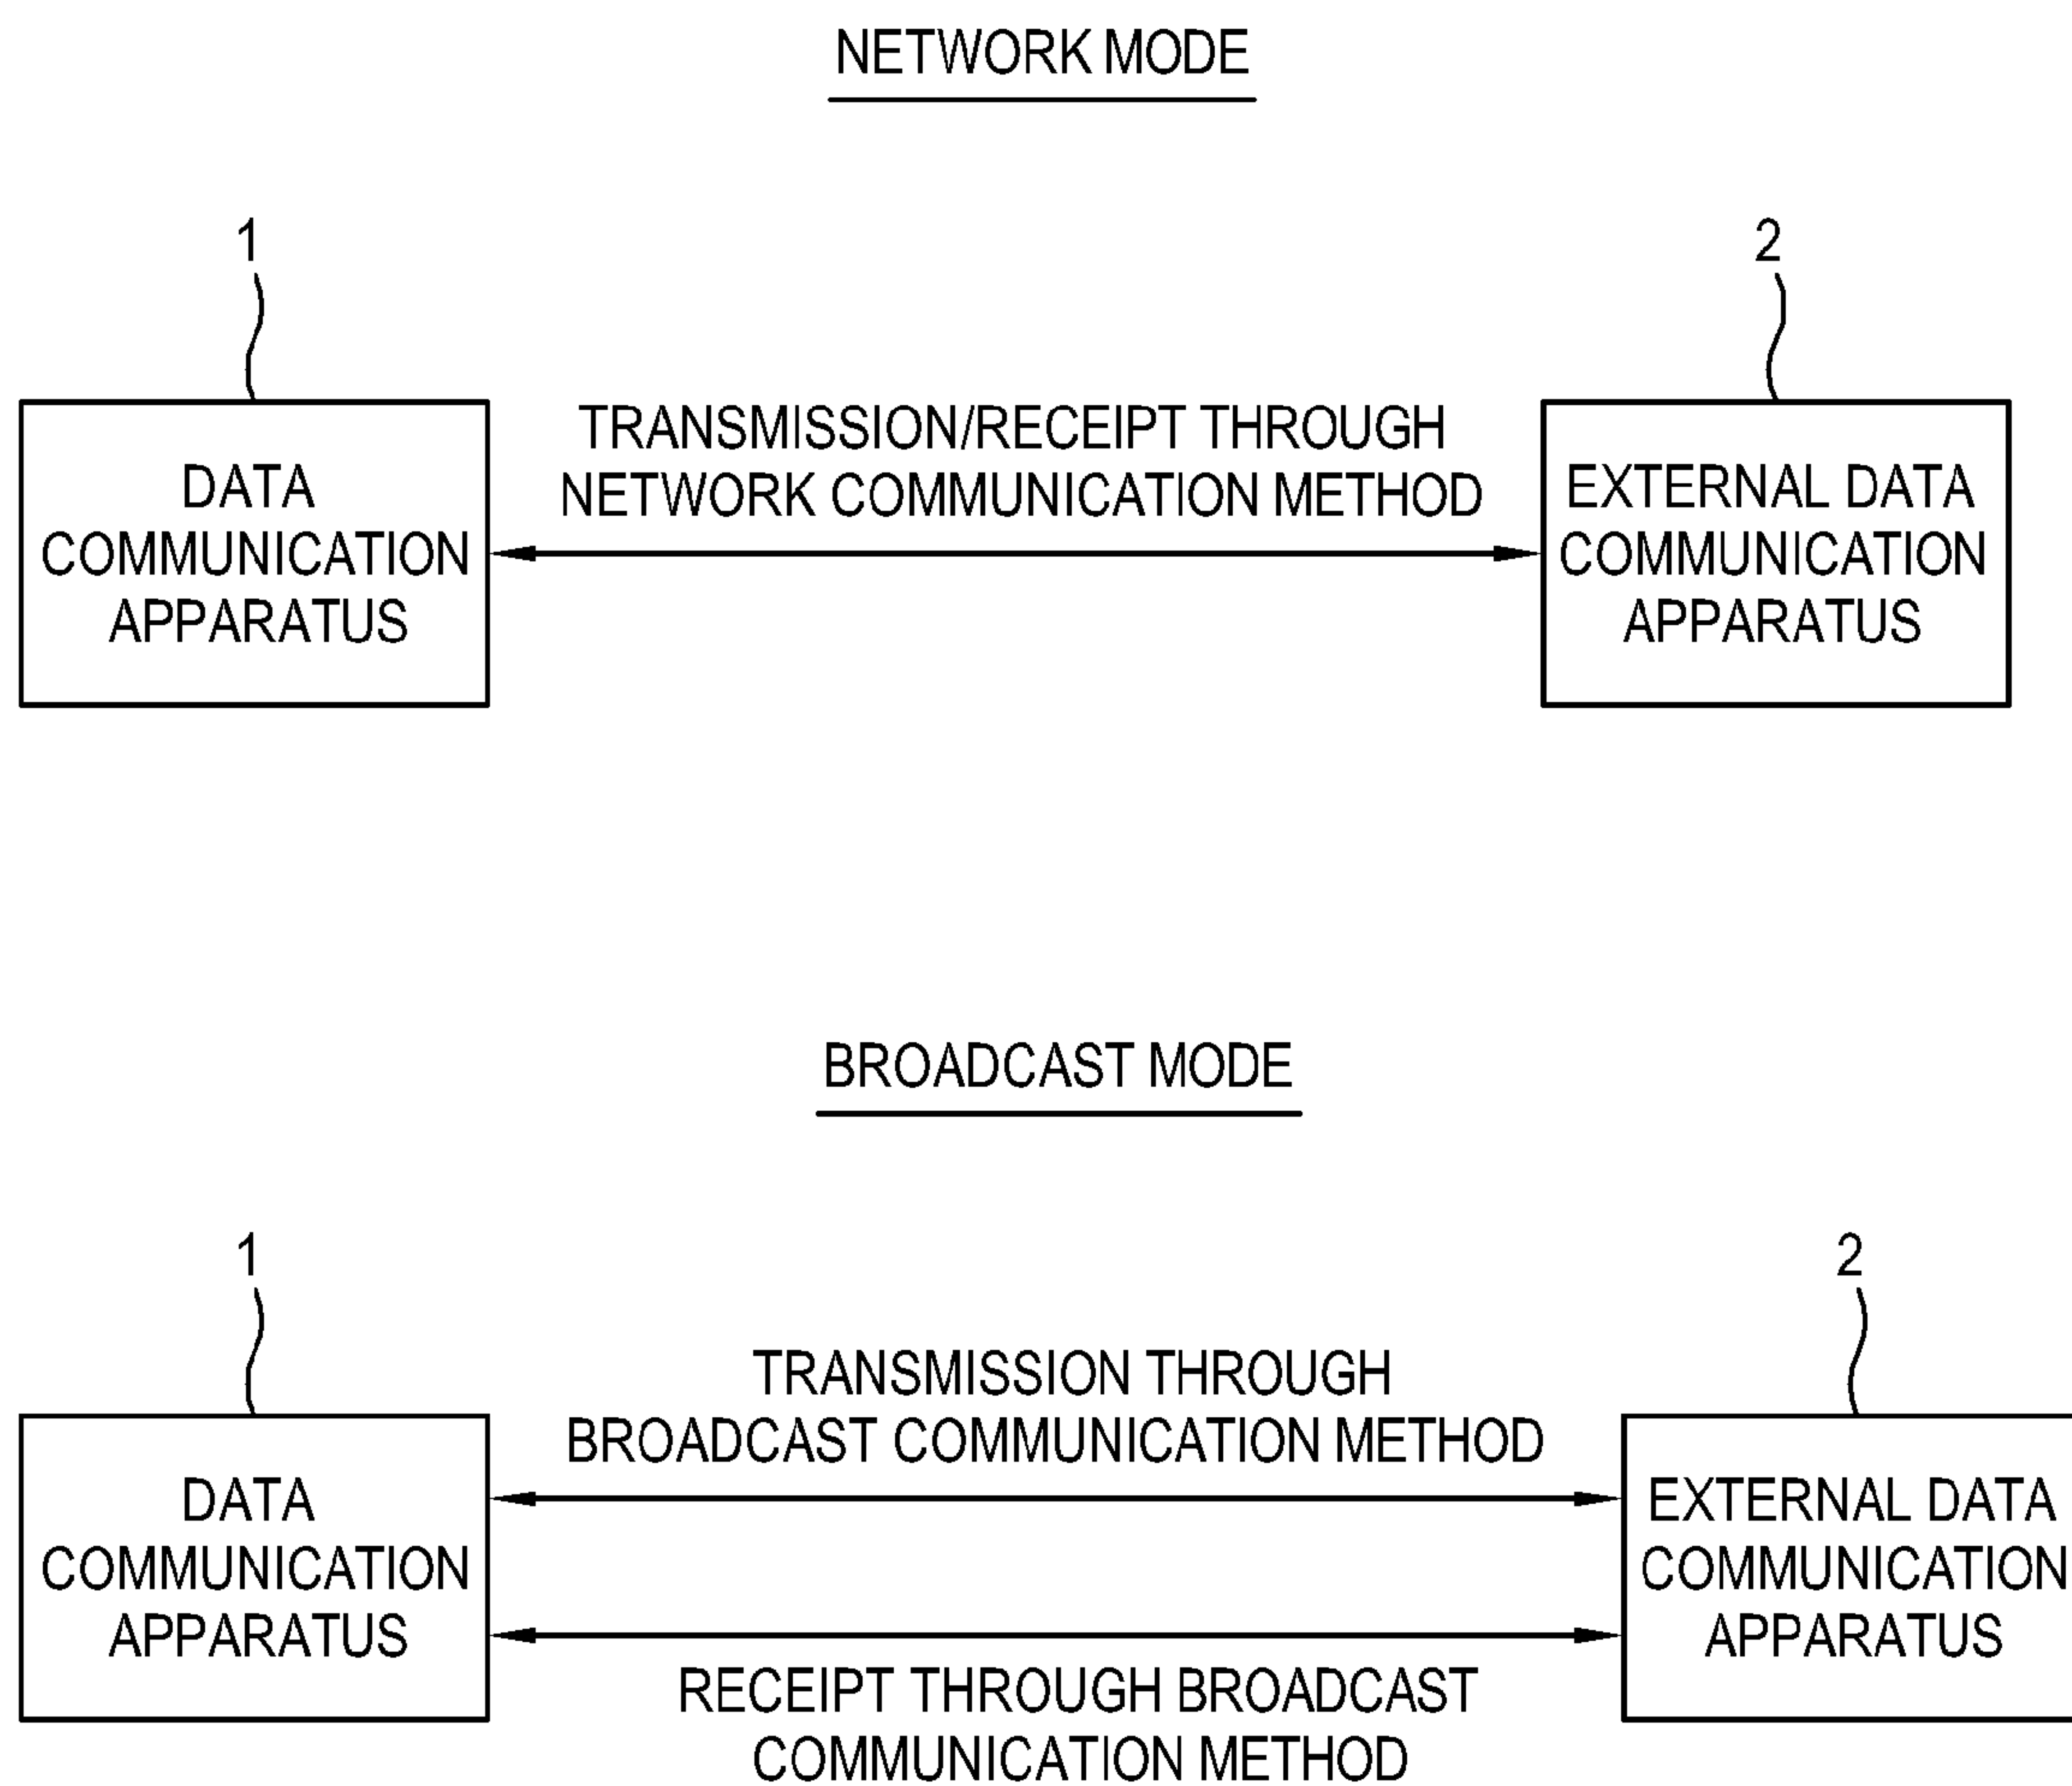 NETWORK MODE
1
2
TRANSMISSION/RECEIPT THROUGH
NETWORK COMMUNICATION METHOD
DATA
COMMUNICATION
APPARATUS
EXTERNAL DATA
COMMUNICATION
APPARATUS
BROADCAST MODE
1
2
TRANSMISSION THROUGH
BROADCAST COMMUNICATION METHOD
DATA
COMMUNICATION
APPARATUS
EXTERNAL DATA
COMMUNICATION
APPARATUS
RECEIPT THROUGH BROADCAST
COMMUNICATION METHOD